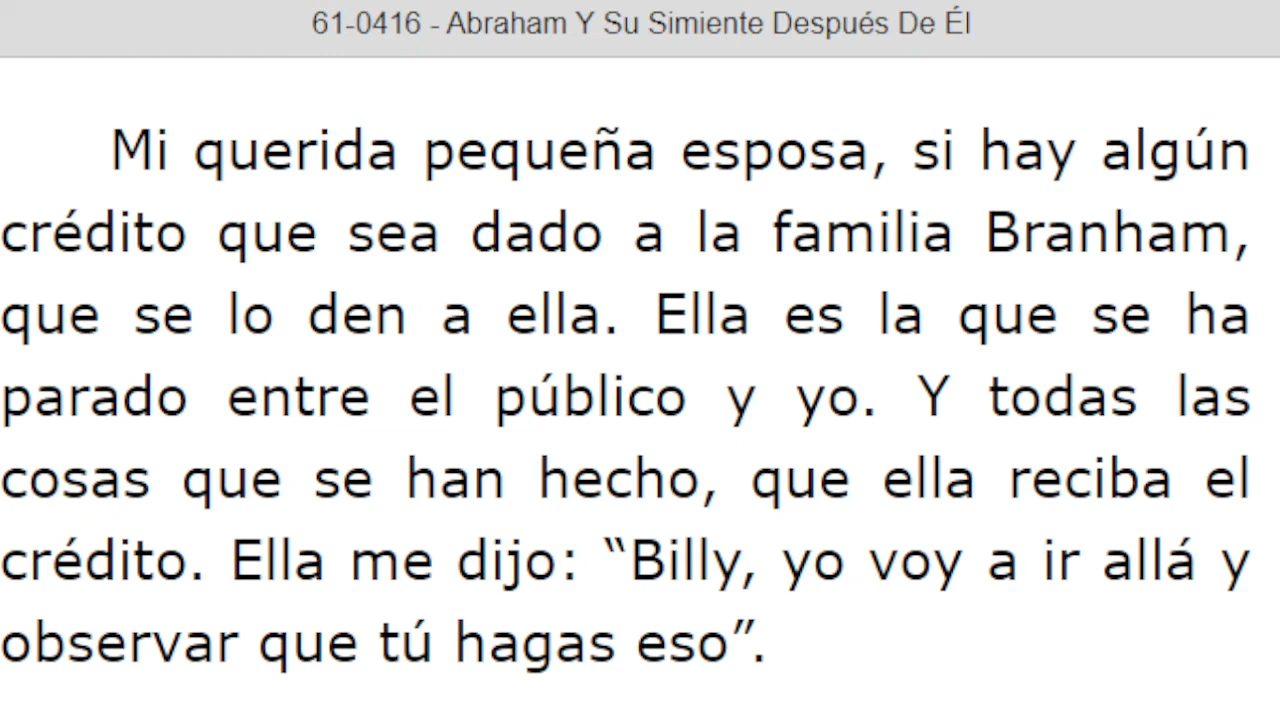 61-0416 - Abraham Y Su Simiente Después De Él
Mi querida pequeña esposa, si hay algún
crédito que sea dado a la familia Branham,
que se lo den a ella. Ella es la que se ha
parado entre el público y yo. Y todas las
cosas que se han hecho, que ella reciba el
crédito. Ella me dijo: “Billy, yo voy a ir allá y
observar que tú hagas eso”.